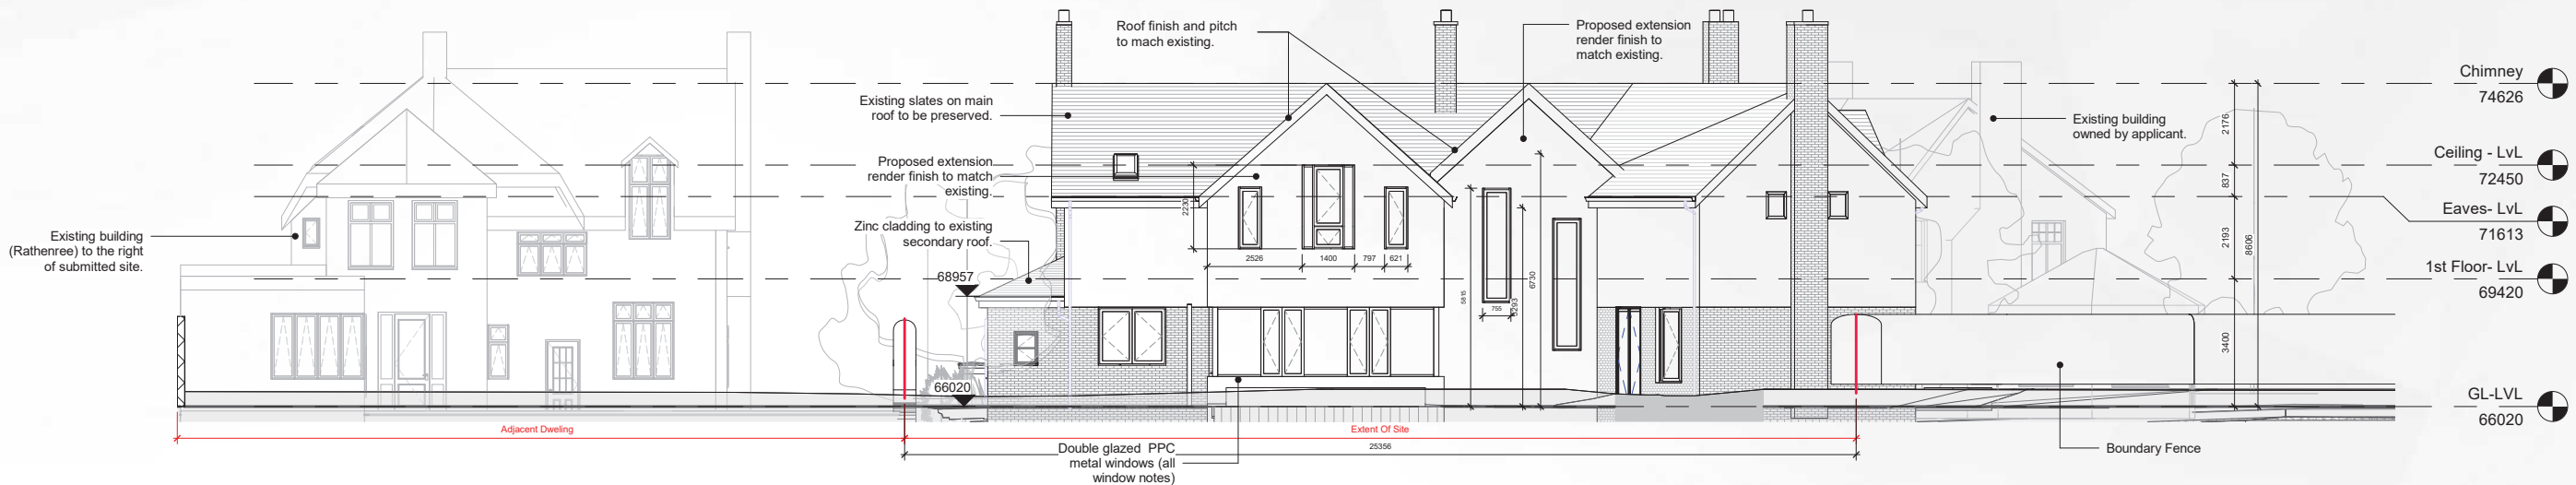 Roof finish and pitch
to mach existing.
Proposed extension
render finish to
match existing.
Existing slates on main
roof to be preserved.
Proposed extension
render finish to match
existing.
Zinc cladding to existing
secondary roof.
Existing building
(Rathenree) to the right
of submitted site.
Existing building
owned by applicant.
Chimney
74626
Ceiling - LvL
72450
Eaves- LvL
71613
1st Floor- LvL
69420
GL-LVL
66020
2176
837
2193
8606
3400
68957
66020
2230
2526
1400
797
621
5815
755
5293
6730
Adjacent Dweling
Extent Of Site
25356
Double glazed PPC
metal windows (all
window notes)
Boundary Fence